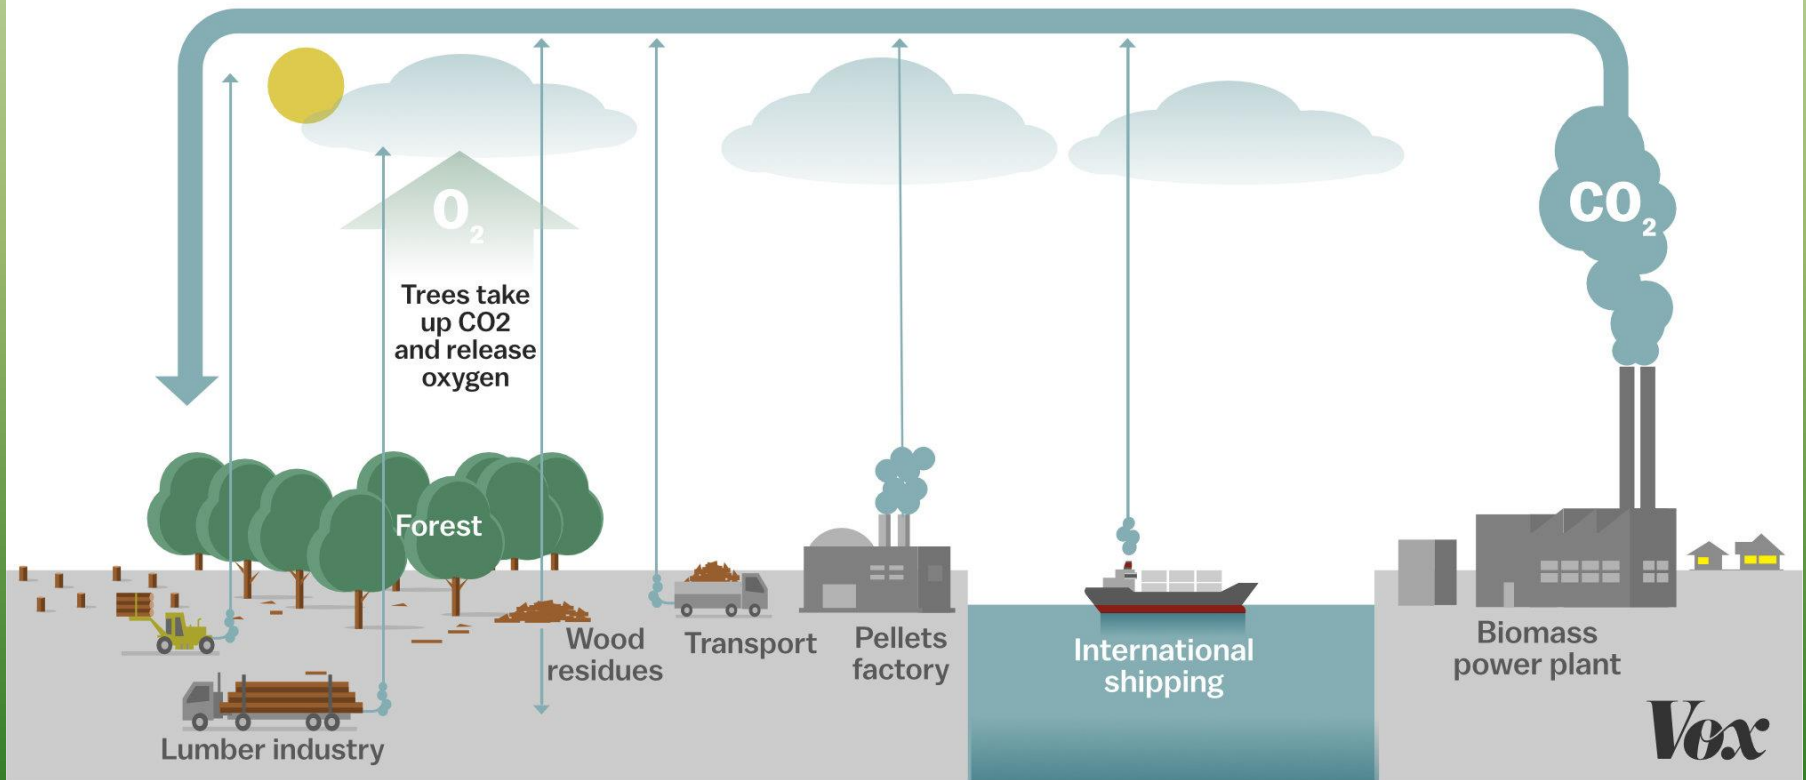 O2
CO2
Trees take
up CO2
and release
oxygen
Forest
Wood
residues
Transport
Pellets
factory
International
shipping
Biomass
power plant
Lumber industry
Vox